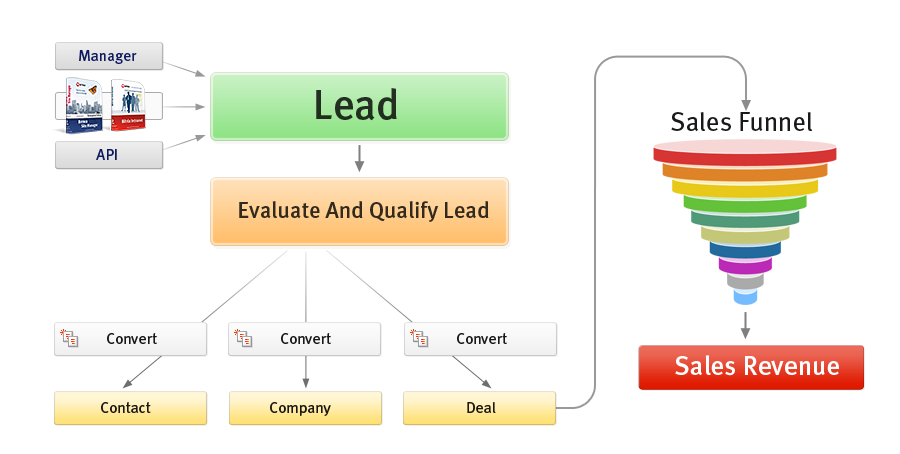 Manager
API
Lead
Evaluate And Qualify Lead
Convert
Convert
Convert
Contact
Company
Deal
Sales Funnel
Sales Revenue